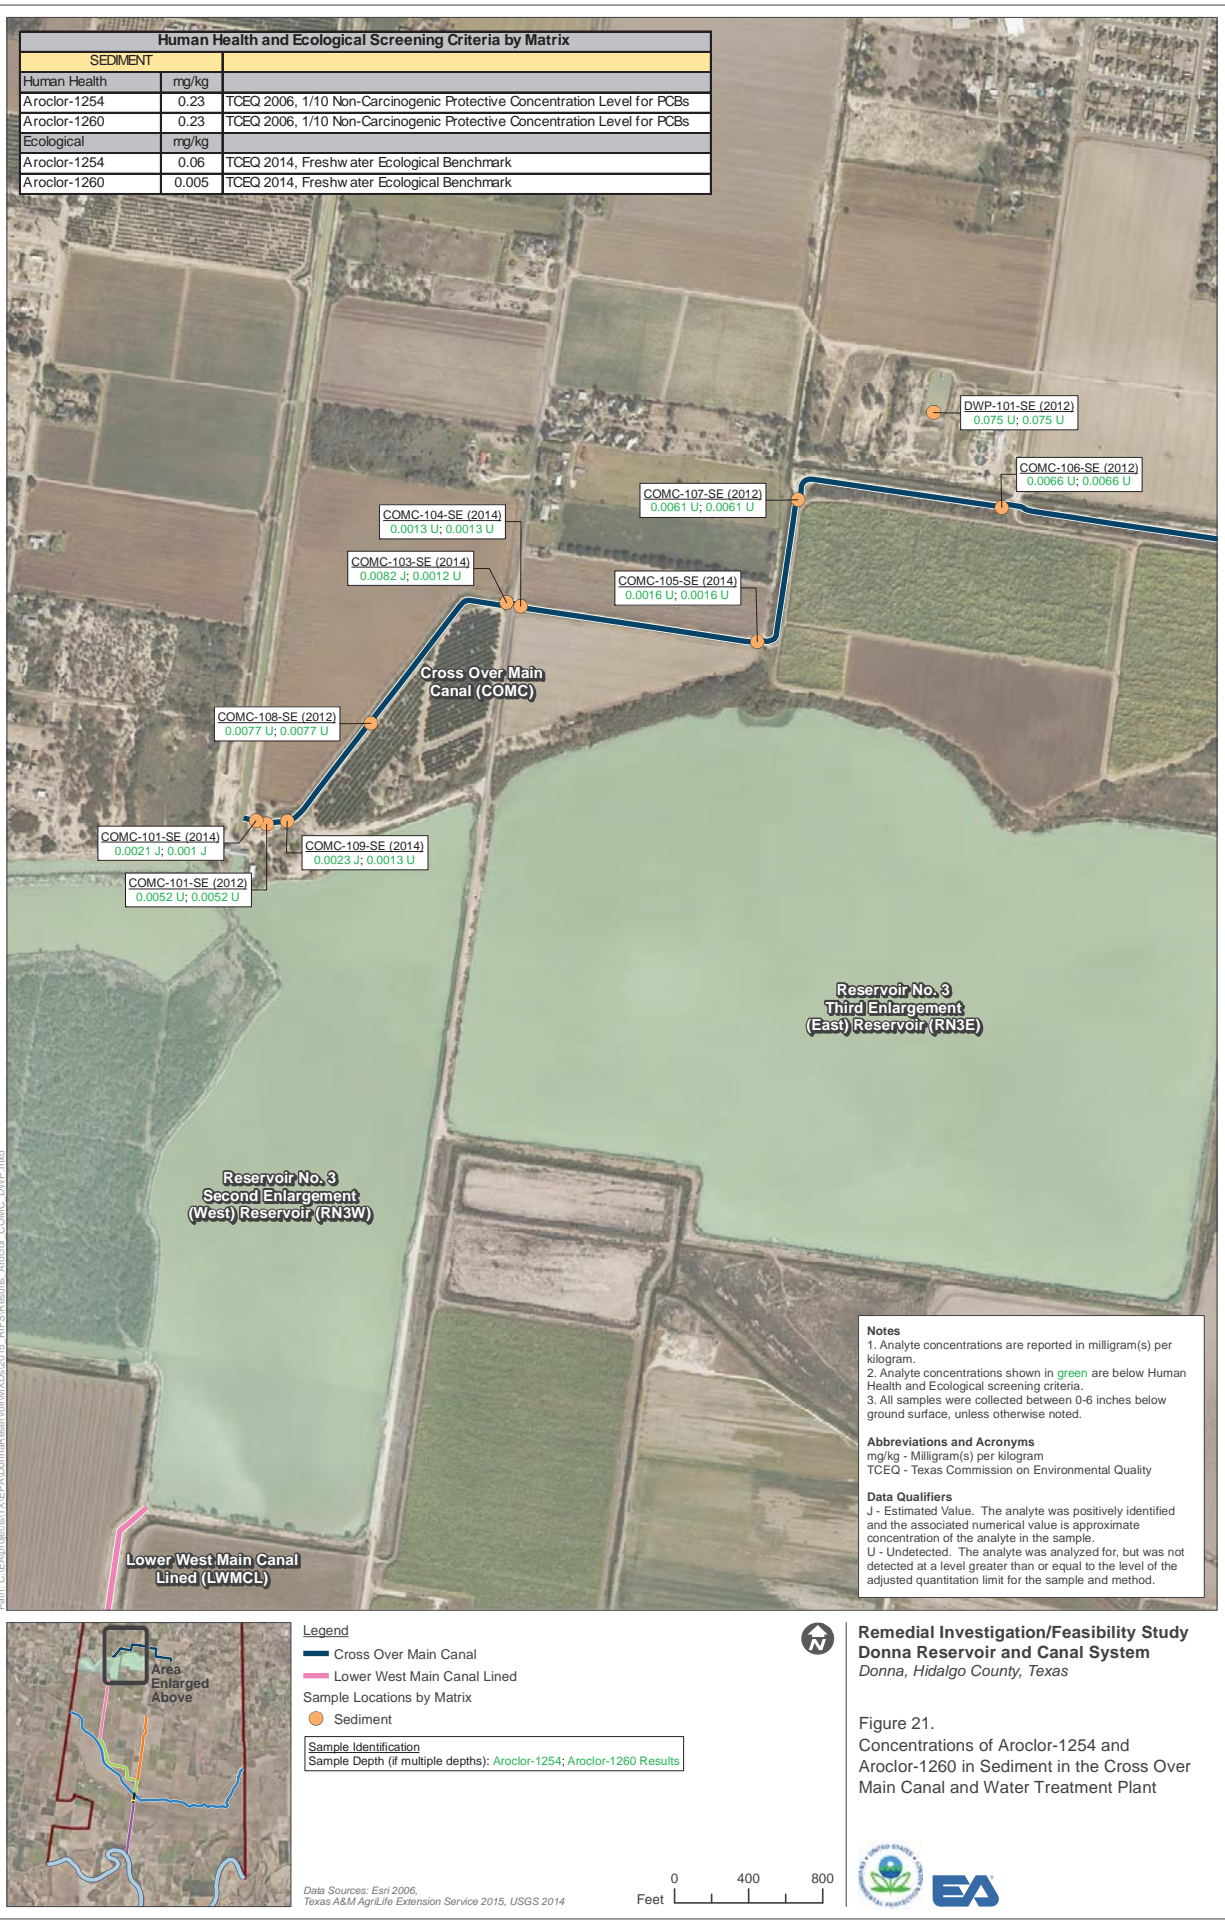 Human Health and Ecological Screening Criteria by Matrix
SEDIMENT
Human Health mg/kg
Aroclor-1254 0.23 TCEQ 2006, 1/10 Non-Carcinogenic Protective Concentration Level for PCBs
Aroclor-1260 0.23 TCEQ 2006, 1/10 Non-Carcinogenic Protective Concentration Level for PCBs
Ecological mg/kg
Aroclor-1254 0.06 TCEQ 2014, Freshwater Ecological Benchmark
Aroclor-1260 0.005 TCEQ 2014, Freshwater Ecological Benchmark
DWP-101-SE (2012)
0.075 U; 0.075 U
COMC-106-SE (2012)
0.0066 U; 0.0066 U
COMC-107-SE (2012)
0.0061 U; 0.0061 U
COMC-104-SE (2014)
0.0013 U; 0.0013 U
COMC-103-SE (2014)
0.0082 J; 0.0012 U
COMC-105-SE (2014)
0.0016 U; 0.0016 U
Cross Over Main
Canal (COMC)
COMC-108-SE (2012)
0.0077 U; 0.0077 U
COMC-101-SE (2014)
0.0021 J; 0.001 J
COMC-109-SE (2014)
0.0023 J; 0.0013 U
COMC-101-SE (2012)
0.0052 U; 0.0052 U
Reservoir No. 3
Third Enlargement
(East) Reservoir (RN3E)
Reservoir No. 3
Second Enlargement
(West) Reservoir (RN3W)
Lower West Main Canal
Lined (LWMCL)
Notes
1. Analyte concentrations are reported in milligram(s) per
kilogram.
2. Analyte concentrations shown in green are below Human
Health and Ecological screening criteria.
3. All samples were collected between 0-6 inches below
ground surface, unless otherwise noted.
Abbreviations and Acronyms
mg/kg - Milligram(s) per kilogram
TCEQ - Texas Commission on Environmental Quality
Data Qualifiers
J - Estimated Value. The analyte was positively identified
and the associated numerical value is approximate
concentration of the analyte in the sample.
U - Undetected. The analyte was analyzed for, but was not
detected at a level greater than or equal to the level of the
adjusted quantitation limit for the sample and method.
Area
Enlarged
Above
Legend
Cross Over Main Canal
Lower West Main Canal Lined
Sample Locations by Matrix
Sediment
Sample Identification
Sample Depth (if multiple depths): Aroclor-1254; Aroclor-1260 Results
Data Sources: Esri 2006,
Texas A&M AgriLife Extension Service 2015, USGS 2014
0 400 800
Feet
N
Remedial Investigation/Feasibility Study
Donna Reservoir and Canal System
Donna, Hidalgo County, Texas
Figure 21.
Concentrations of Aroclor-1254 and
Aroclor-1260 in Sediment in the Cross Over
Main Canal and Water Treatment Plant
EA